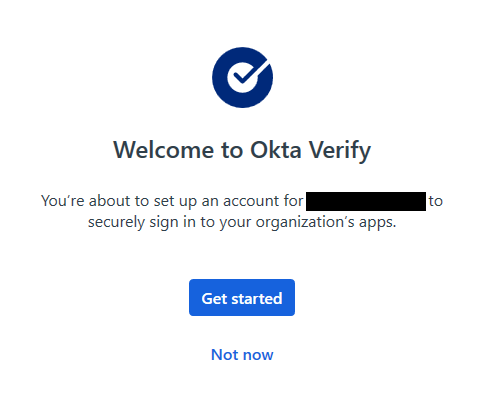 Welcome to Okta Verify
You're about to set up an account for to
securely sign in to your organization's apps.
Get started
Not now